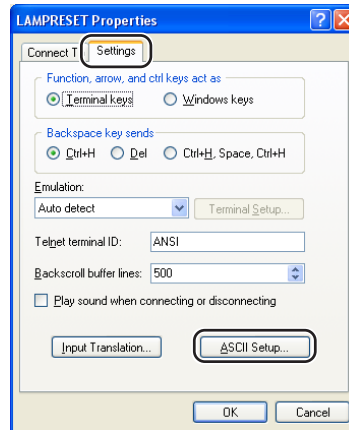 LAMPRESET Properties
Connect T Settings
Function, arrow, and ctrl keys act as
Terminal keys Windows keys
Backspace key sends
Ctrl+H Del Ctrl+H, Space, Ctrl+H
Emulation:
Auto detect Terminal Setup...
Telnet terminal ID: ANSI
Backscroll buffer lines: 500
Play sound when connecting or disconnecting
Input Translation... ASCII Setup...
OK Cancel